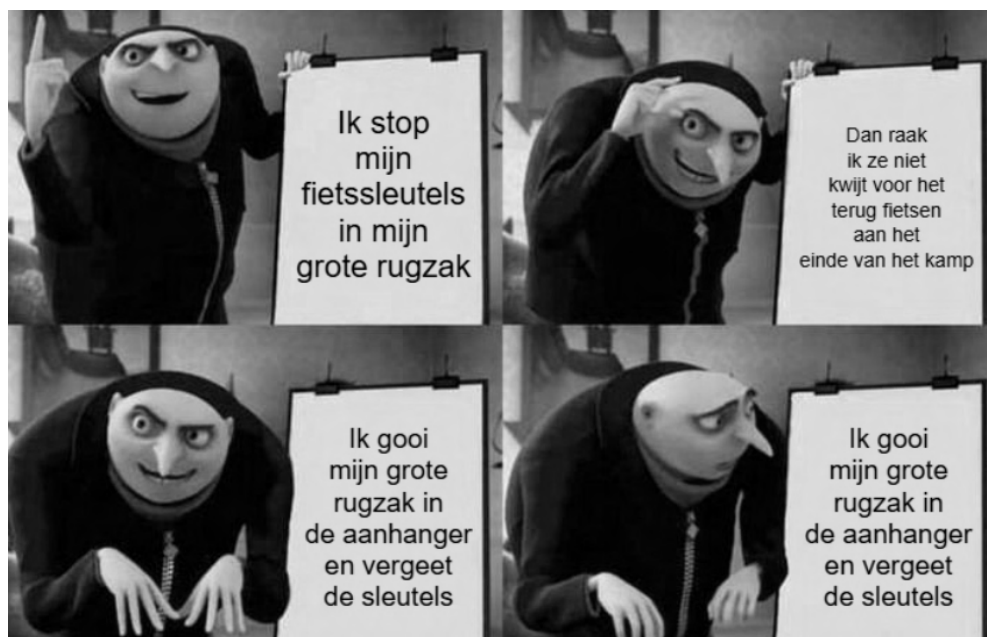 Ik stop
mijn
fietssleutels
in mijn
grote rugzak
Dan raak
ik ze niet
kwijt voor het
terug fietsen
aan het
einde van het kamp
Ik gooi
mijn grote
rugzak in
de aanhanger
en vergeet
de sleutels
Ik gooi
mijn grote
rugzak in
de aanhanger
en vergeet
de sleutels